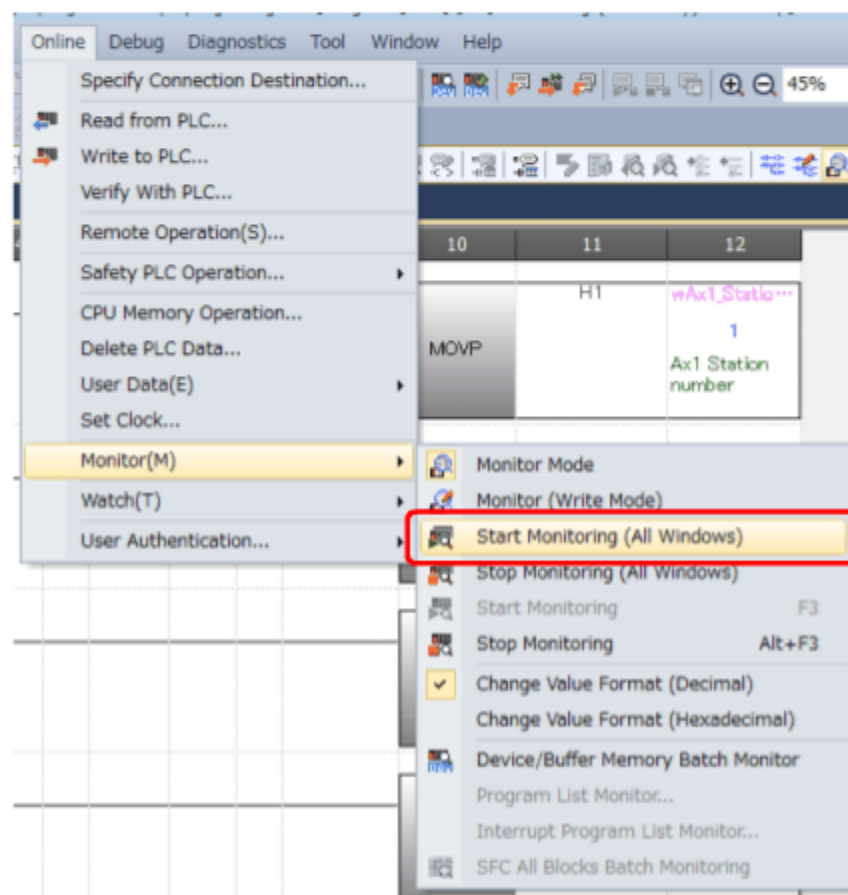 Online Debug Diagnostics Tool Window Help
Specify Connection Destination...
45%
Read from PLC...
Write to PLC...
Verify With PLC...
Remote Operation(S)...
10 11 12
Safety PLC Operation...
H1
CPU Memory Operation...
1
Delete PLC Data...
MOVP
Ax1 Station
number
User Data(E)
Set Clock...
Monitor(M)
Monitor Mode
Watch(T)
Monitor (Write Mode)
User Authentication...
Start Monitoring (All Windows)
Stop Monitoring (All Windows)
Start Monitoring F3
Stop Monitoring Alt+F3
Change Value Format (Decimal)
Change Value Format (Hexadecimal)
Device/Buffer Memory Batch Monitor
Program List Monitor...
Interrupt Program List Monitor...
SFC All Blocks Batch Monitoring